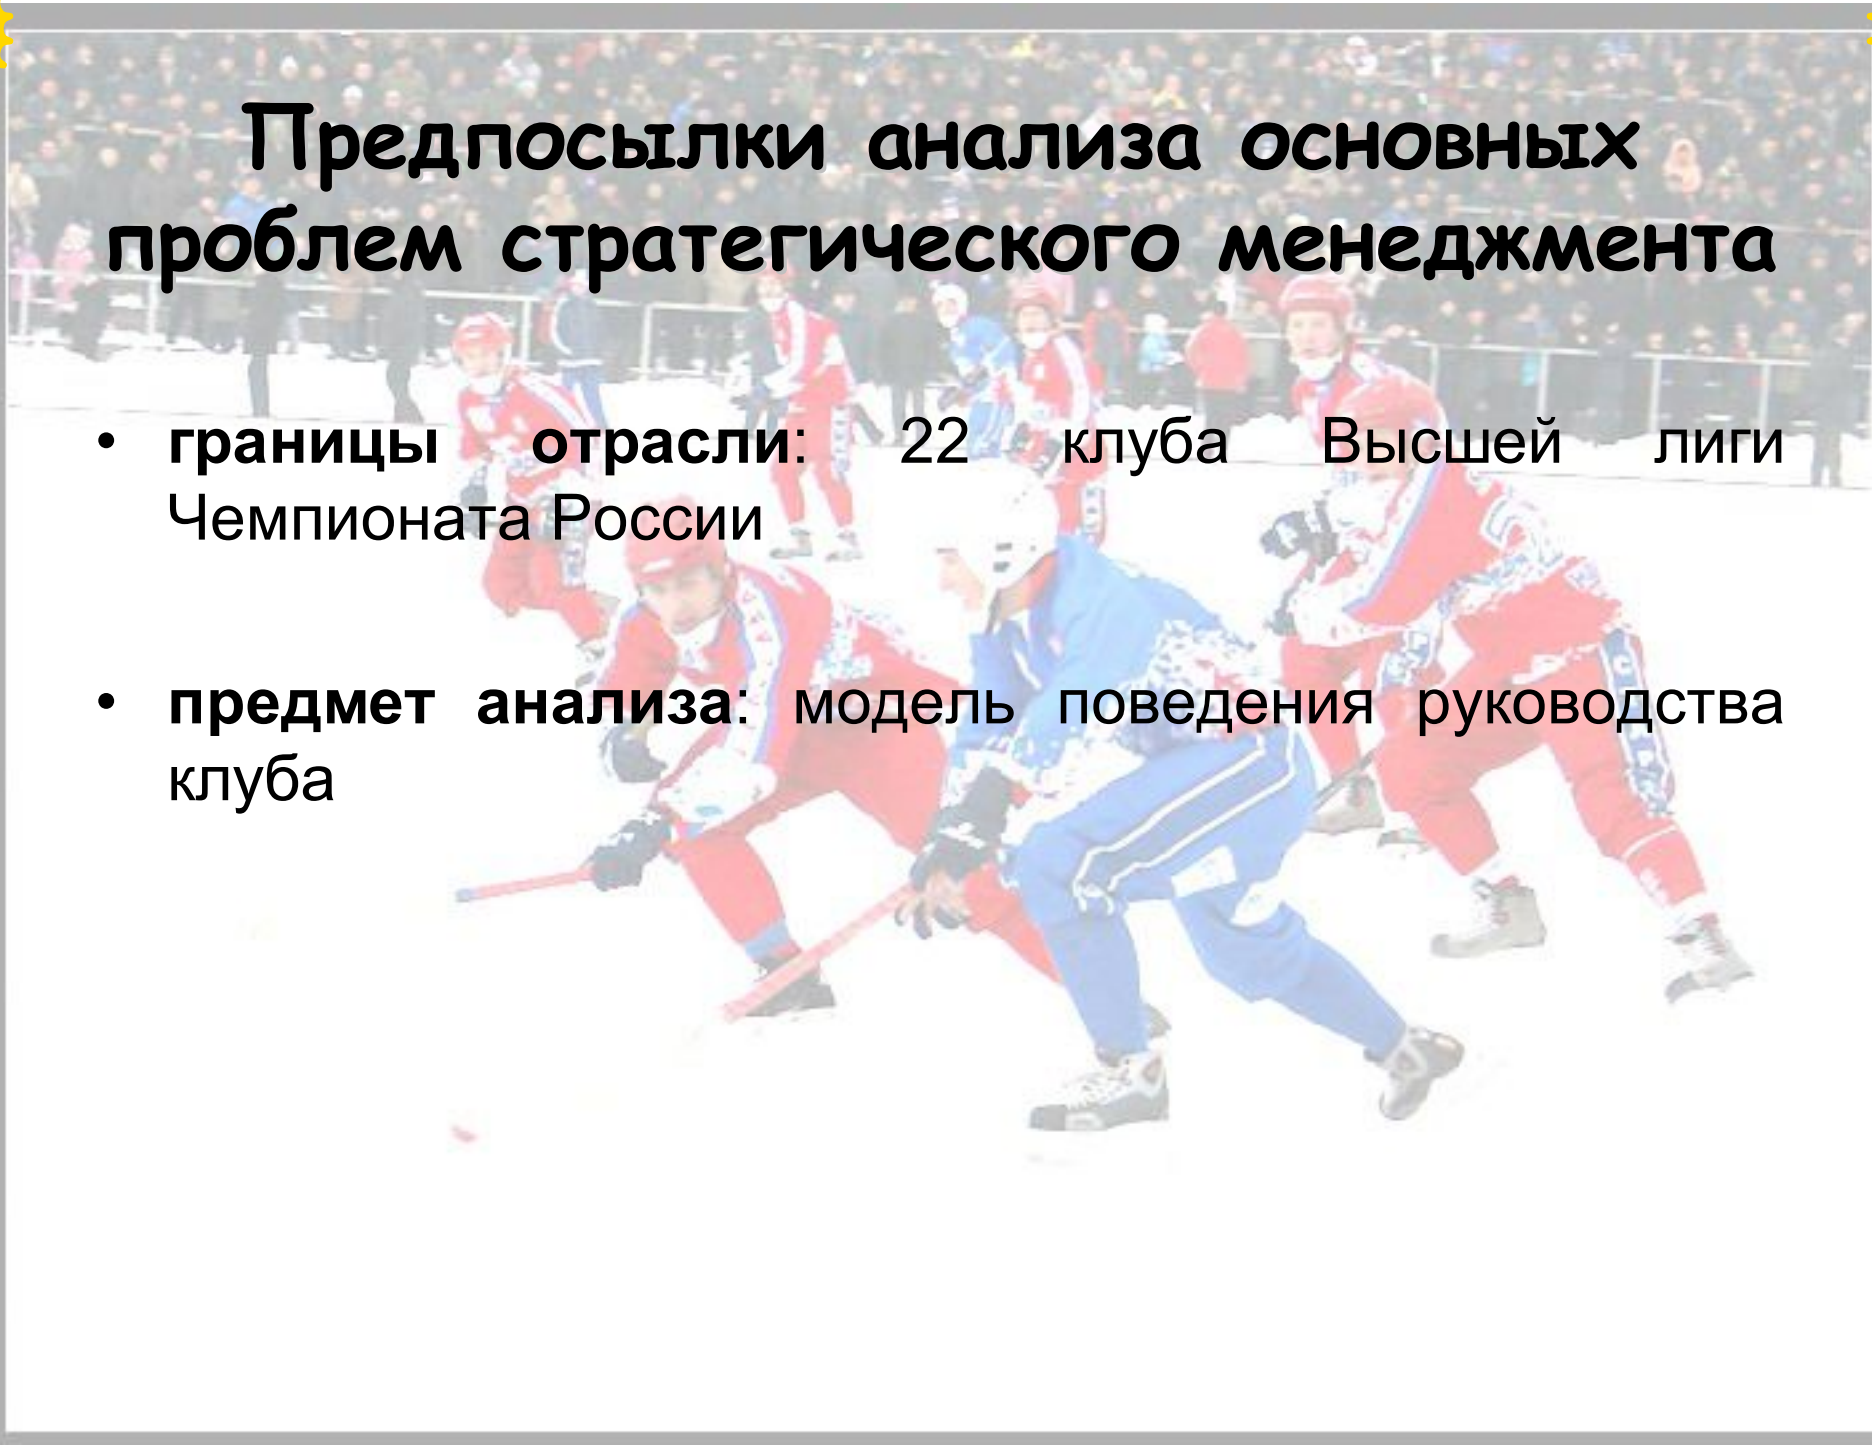 Предпосылки анализа основных
проблем стратегического менеджмента
• границы отрасли: 22 клуба Высшей лиги
Чемпионата России
• предмет анализа: модель поведения руководства
клуба